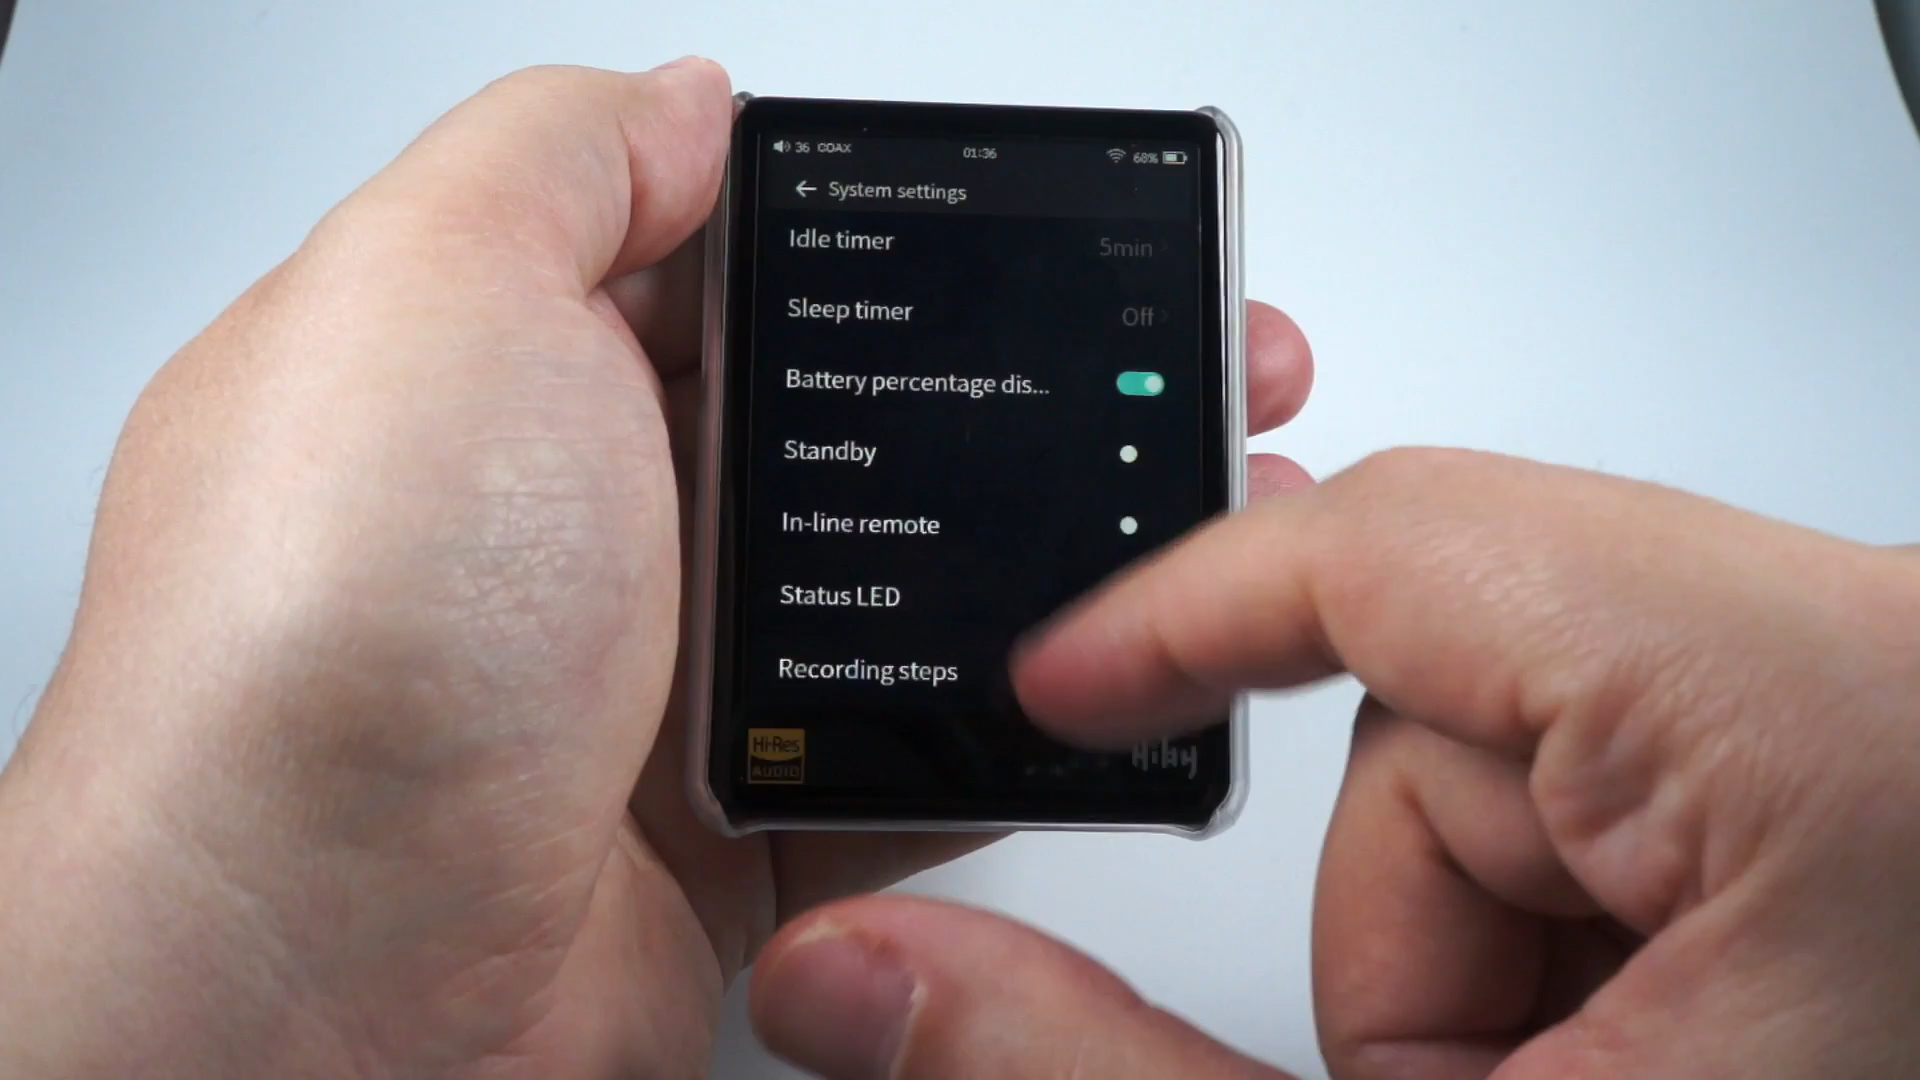 36 COAX 01:36 68%
System settings
Idle timer 5min
Sleep timer Off
Battery percentage dis...
Standby
In-line remote
Status LED
Recording steps
Hi-Res
AUDIO
HiBy